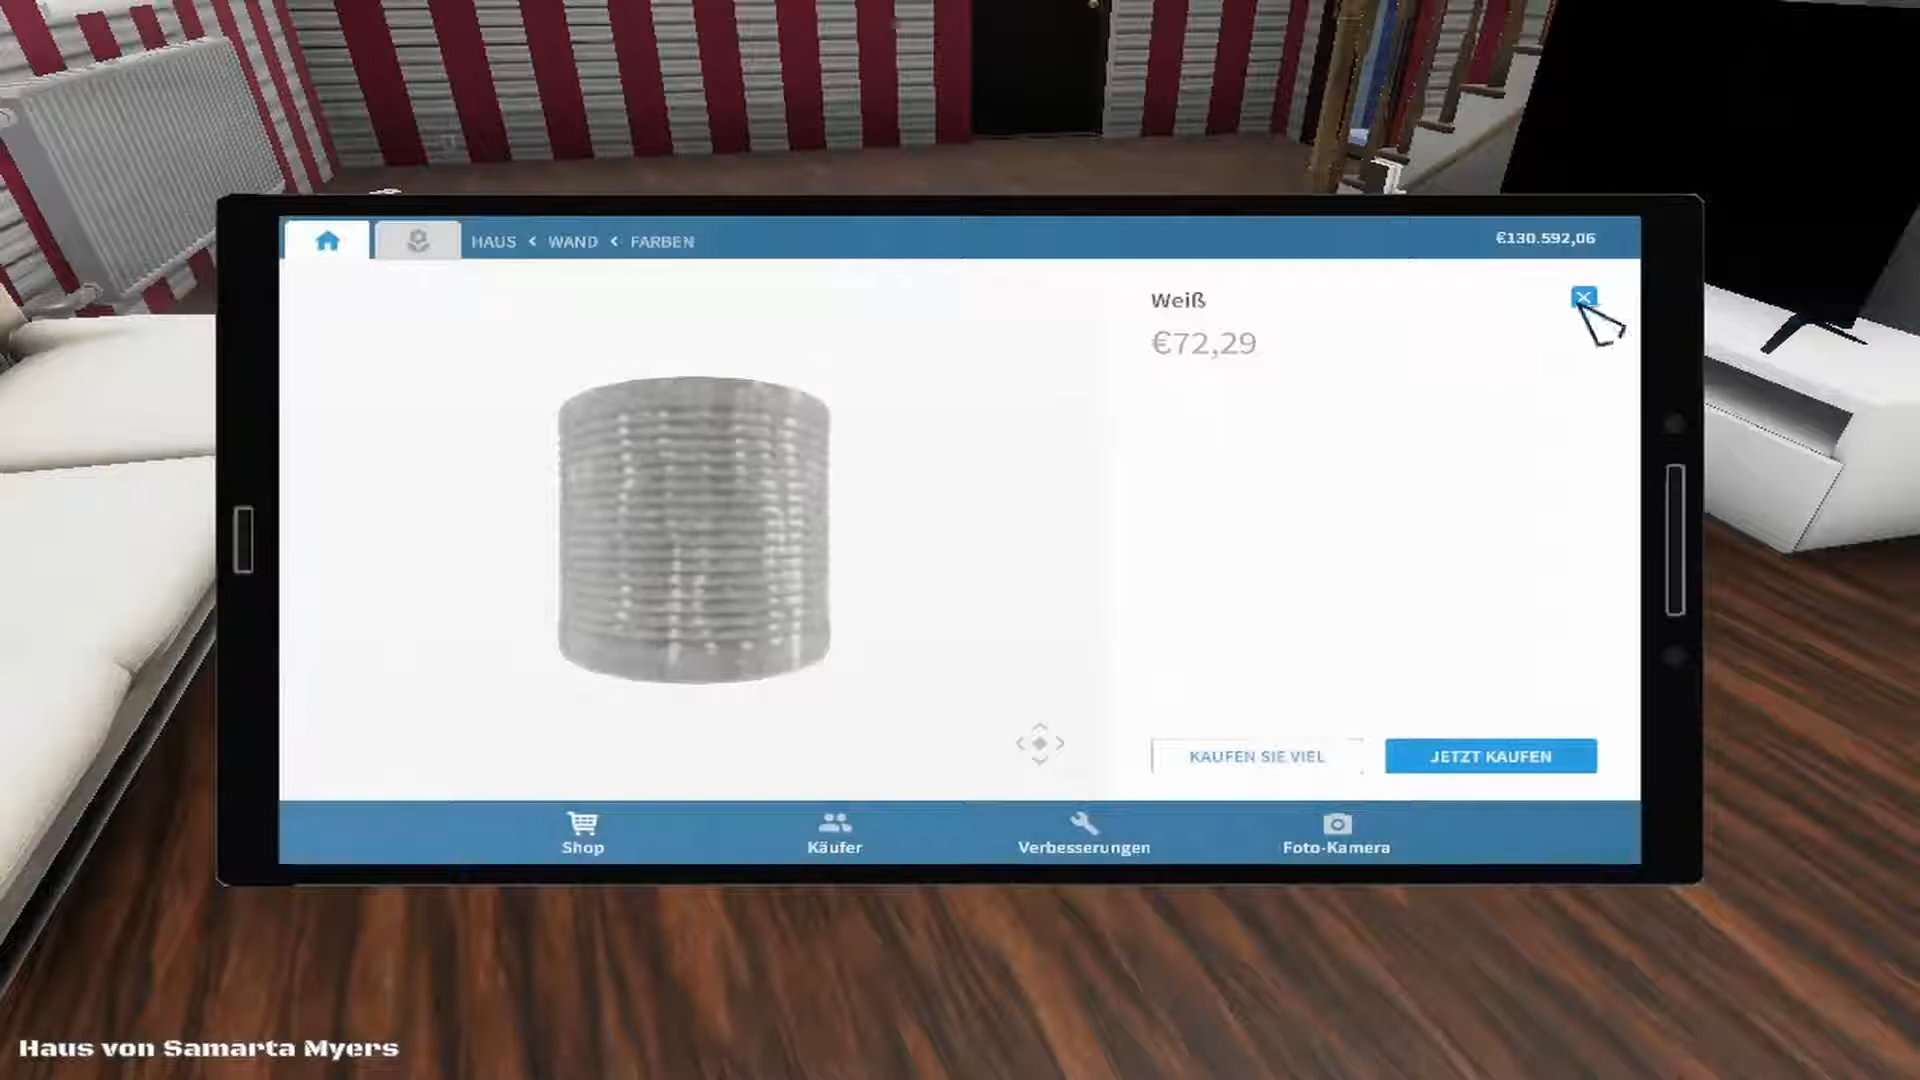 HAUS < WAND < FARBEN
€130.592,06
Weiß
€72,29
KAUFEN SIE VIEL
JETZT KAUFEN
Shop
Käufer
Verbesserungen
Foto-Kamera
Haus von Samarta Myers